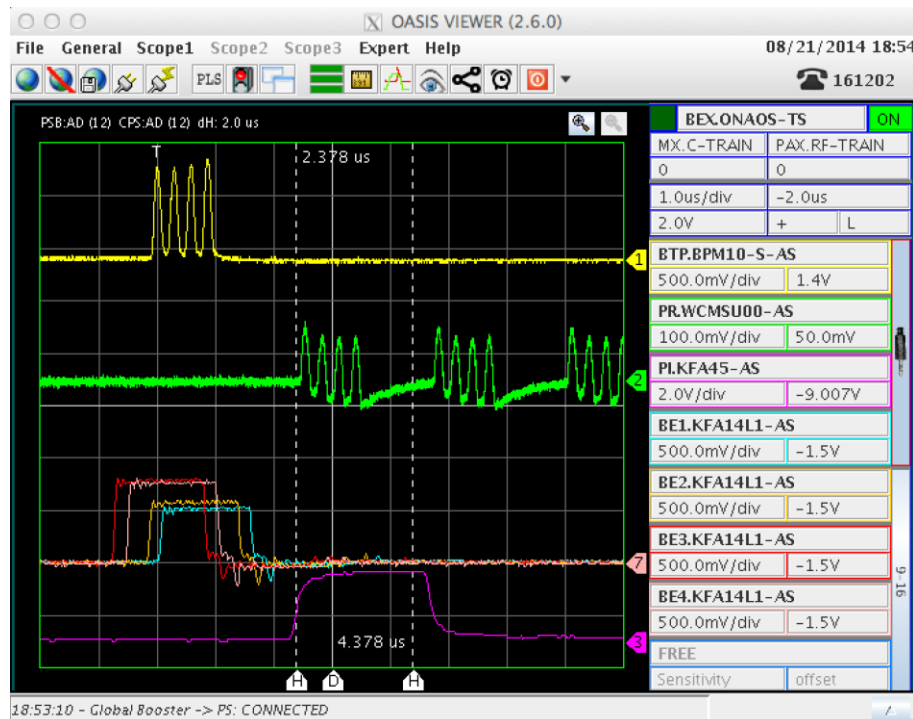 OASIS VIEWER (2.6.0)
File General Scope1 Scope2 Scope3 Expert Help 08/21/2014 18:54
PLS 161202
PSB:AD (12) CPS:AD (12) dH: 2.0 us
BEX.ONAOS-TS ON
MX.C-TRAIN PAX.RF-TRAIN
0 0
1.0us/div -2.0us
2.0V + L
T 2.378 us
BTP.BPM10-S-AS
1
500.0mV/div 1.4V
PR.WCMSU00-AS
100.0mV/div 50.0mV
PI.KFA45-AS
2
2.0V/div -9.007V
BE1.KFA14L1-AS
500.0mV/div -1.5V
BE2.KFA14L1-AS
500.0mV/div -1.5V
BE3.KFA14L1-AS
7
500.0mV/div -1.5V
9-16
BE4.KFA14L1-AS
500.0mV/div -1.5V
4.378 us
3
FREE
Sensitivity offset
H D H
18:53:10 - Global Booster -> PS: CONNECTED